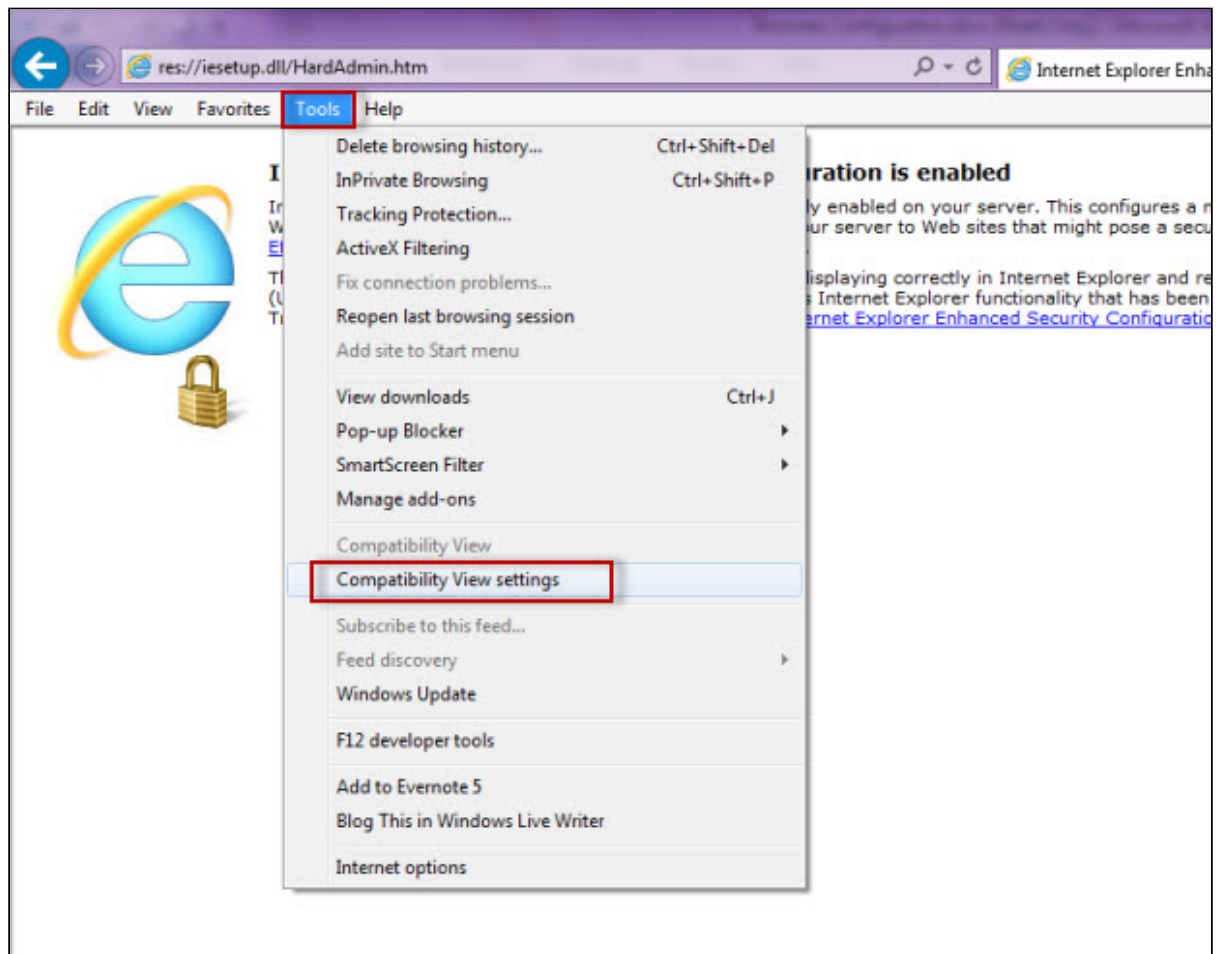 res://iesetup.dll/HardAdmin.htm
Internet Explorer Enha
File Edit View Favorites Tools Help
Delete browsing history... Ctrl+Shift+Del
InPrivate Browsing Ctrl+Shift+P
Tracking Protection...
ActiveX Filtering
Fix connection problems...
Reopen last browsing session
Add site to Start menu
View downloads Ctrl+J
Pop-up Blocker
SmartScreen Filter
Manage add-ons
Compatibility View
Compatibility View settings
Subscribe to this feed...
Feed discovery
Windows Update
F12 developer tools
Add to Evernote 5
Blog This in Windows Live Writer
Internet options
I uration is enabled
ly enabled on your server. This configures a
ur server to Web sites that might pose a secu
displaying correctly in Internet Explorer and re
Internet Explorer functionality that has been
ernet Explorer Enhanced Security Configuratio